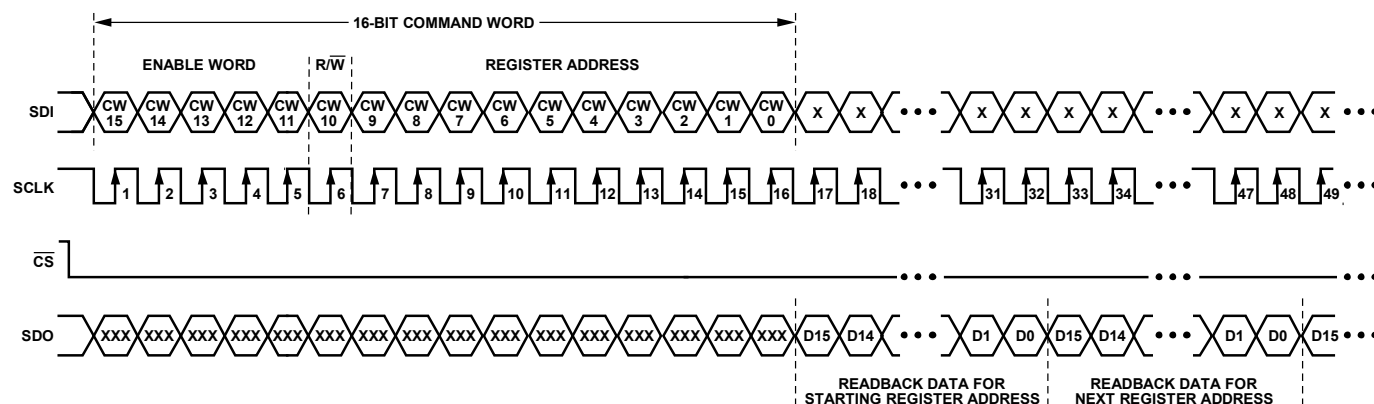 16-BIT COMMAND WORD
ENABLE WORD R/W̅ REGISTER ADDRESS
SDI CW 15 CW 14 CW 13 CW 12 CW 11 CW 10 CW 9 CW 8 CW 7 CW 6 CW 5 CW 4 CW 3 CW 2 CW 1 CW 0 X X ••• X X X X ••• X X X •••
SCLK 1 2 3 4 5 6 7 8 9 10 11 12 13 14 15 16 17 18 ••• 31 32 33 34 ••• 47 48 49 •••
C̅S̅ ••• ••• •••
SDO XXX XXX XXX XXX XXX XXX XXX XXX XXX XXX XXX XXX XXX XXX XXX XXX D15 D14 ••• D1 D0 D15 D14 ••• D1 D0 D15 •••
READBACK DATA FOR READBACK DATA FOR
STARTING REGISTER ADDRESS NEXT REGISTER ADDRESS